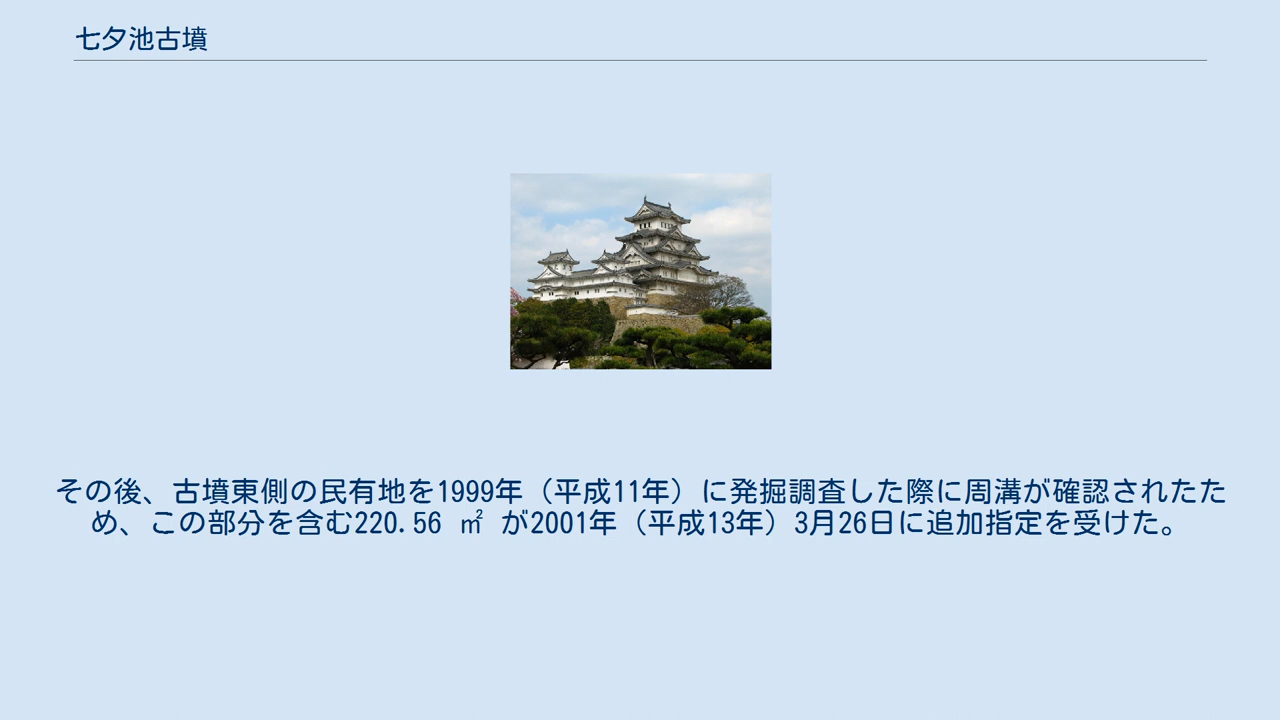 七夕池古墳
その後、古墳東側の民有地を1999年（平成11年）に発掘調査した際に周溝が確認されたた
め、この部分を含む220.56 ㎡ が2001年（平成13年）3月26日に追加指定を受けた。